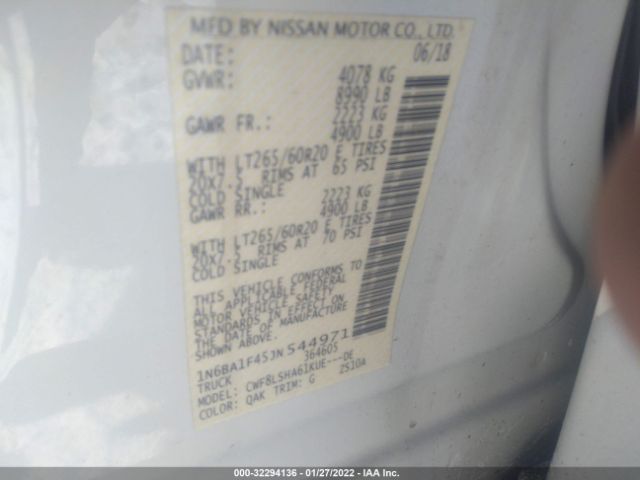 MFD BY NISSAN MOTOR CO., LTD.
DATE: 06/18
GVWR: 4078 KG
8990 LB
GAWR FR.: 2223 KG
4900 LB
WITH LT265/60R20 E TIRES
20X7.5 RIMS AT 65 PSI
COLD SINGLE
GAWR RR.: 2223 KG
4900 LB
WITH LT265/60R20 E TIRES
20X7.5 RIMS AT 70 PSI
COLD SINGLE
THIS VEHICLE CONFORMS TO
ALL APPLICABLE FEDERAL
MOTOR VEHICLE SAFETY
STANDARDS IN EFFECT ON
THE DATE OF MANUFACTURE
SHOWN ABOVE.
1N6BA1F45JN544971
TRUCK 364605
MODEL: CWF8LSHA61KUE---DE
COLOR: QAK TRIM: G ZS10A
000-32294136 - 01/27/2022 - IAA Inc.